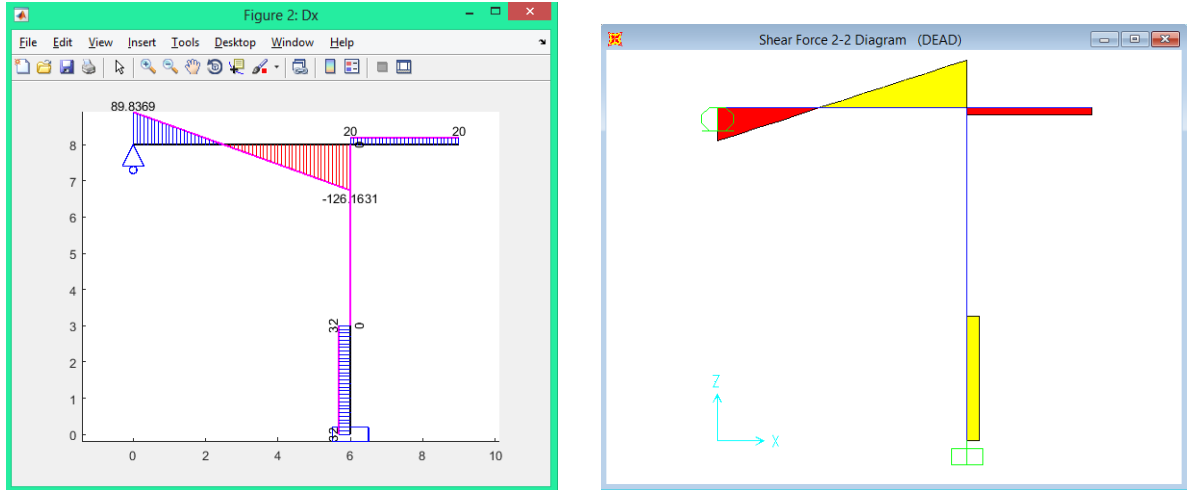 Figure 2: Dx
File Edit View Insert Tools Desktop Window Help
89.8369
20 20
0
-126.1631
32
0
32
8
7
6
5
4
3
2
1
0
0 2 4 6 8 10
Shear Force 2-2 Diagram (DEAD)
Z
X